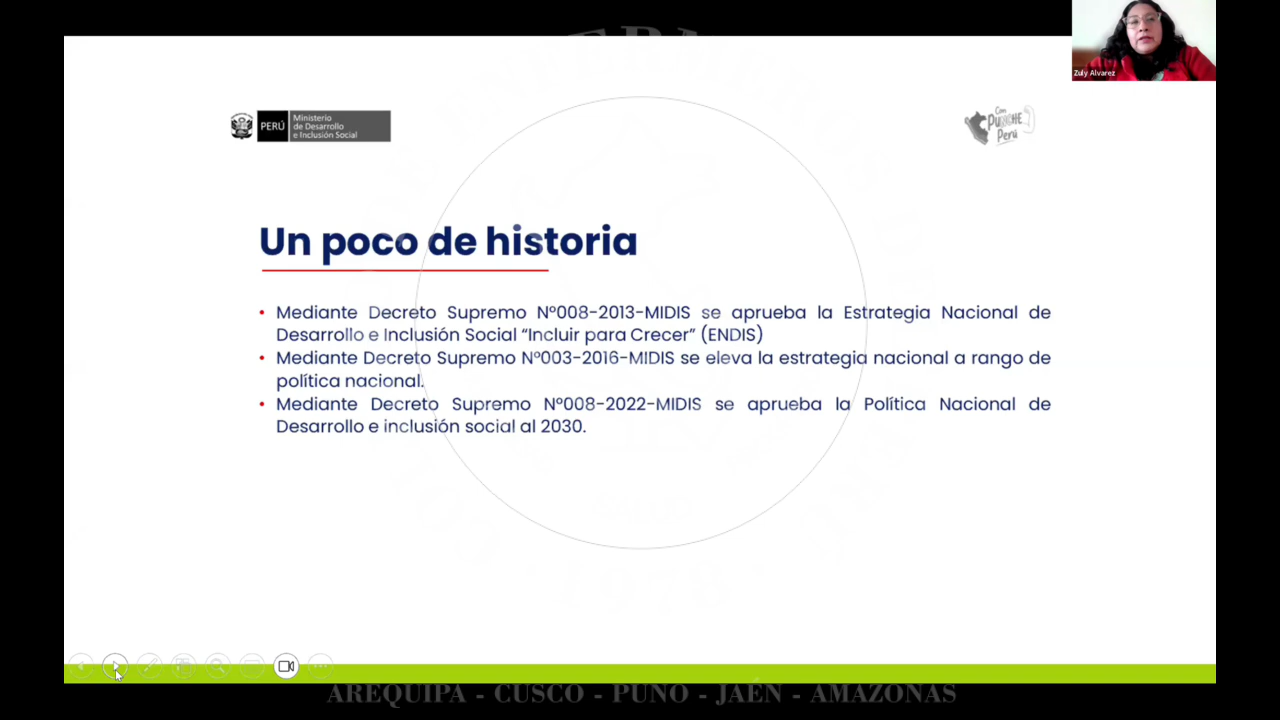 Zuly Alvarez
PERÚ
Ministerio
de Desarrollo
e Inclusión Social
Con
PUNCHE
Perú
Un poco de historia
• Mediante Decreto Supremo N°008-2013-MIDIS se aprueba la Estrategia Nacional de
Desarrollo e Inclusión Social “Incluir para Crecer” (ENDIS)
• Mediante Decreto Supremo N°003-2016-MIDIS se eleva la estrategia nacional a rango de
política nacional.
• Mediante Decreto Supremo N°008-2022-MIDIS se aprueba la Política Nacional de
Desarrollo e inclusión social al 2030.
1978
AREQUIPA - CUSCO - PUNO - JAÉN - AMAZONAS